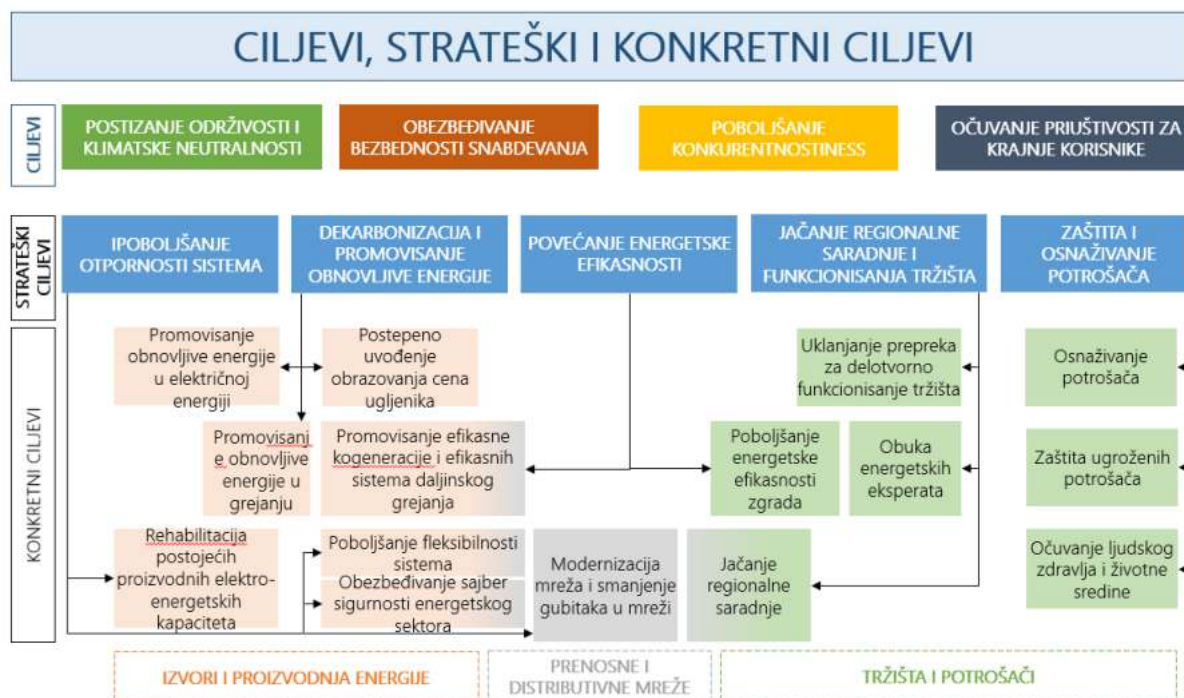 CILJEVI, STRATEŠKI I KONKRETNI CILJEVI
CILJEVI
POSTIZANJE ODRŽIVOSTI I
KLIMATSKE NEUTRALNOSTI
OBEZBEĐIVANJE
BEZBEDNOSTI SNABDEVANJA
POBOLJŠANJE
KONKURENTNOSTINESS
OČUVANJE PRIUŠTIVOSTI ZA
KRAJNJE KORISNIKE
STRATEŠKI
CILJEVI
IPOBOLJŠANJE
OTPORNOSTI SISTEMA
DEKARBONIZACIJA I
PROMOVISANJE
OBNOVLJIVE ENERGIJE
POVEĆANJE ENERGETSKE
EFIKASNOSTI
JAČANJE REGIONALNE
SARADNJE I
FUNKCIONISANJA TRŽIŠTA
ZAŠTITA I
OSNAŽIVANJE
POTROŠAČA
KONKRETNI CILJEVI
Promovisanje
obnovljive energije
u električnoj
energiji
Postepeno
uvođenje
obrazovanja cena
ugljenika
Uklanjanje prepreka
za delotvorno
funkcionisanje tržišta
Osnaživanje
potrošača
Promovisanj
e obnovljive
energije u
grejanju
Promovisanje efikasne
kogeneracije i efikasnih
sistema daljinskog
grejanja
Poboljšanje
energetske
efikasnosti
zgrada
Obuka
energetskih
eksperata
Zaštita ugroženih
potrošača
Rehabilitacija
postojećih
proizvodnih elektro-
energetskih
kapaciteta
Poboljšanje fleksibilnosti
sistema
Obezbeđivanje sajber
sigurnosti energetskog
sektora
Modernizacija
mreža i smanjenje
gubitaka u mreži
Jačanje
regionalne
saradnje
Očuvanje ljudskog
zdravlja i životne
sredine
IZVORI I PROIZVODNJA ENERGIJE
PRENOSNE I
DISTRIBUTIVNE MREŽE
TRŽIŠTA I POTROŠAČI